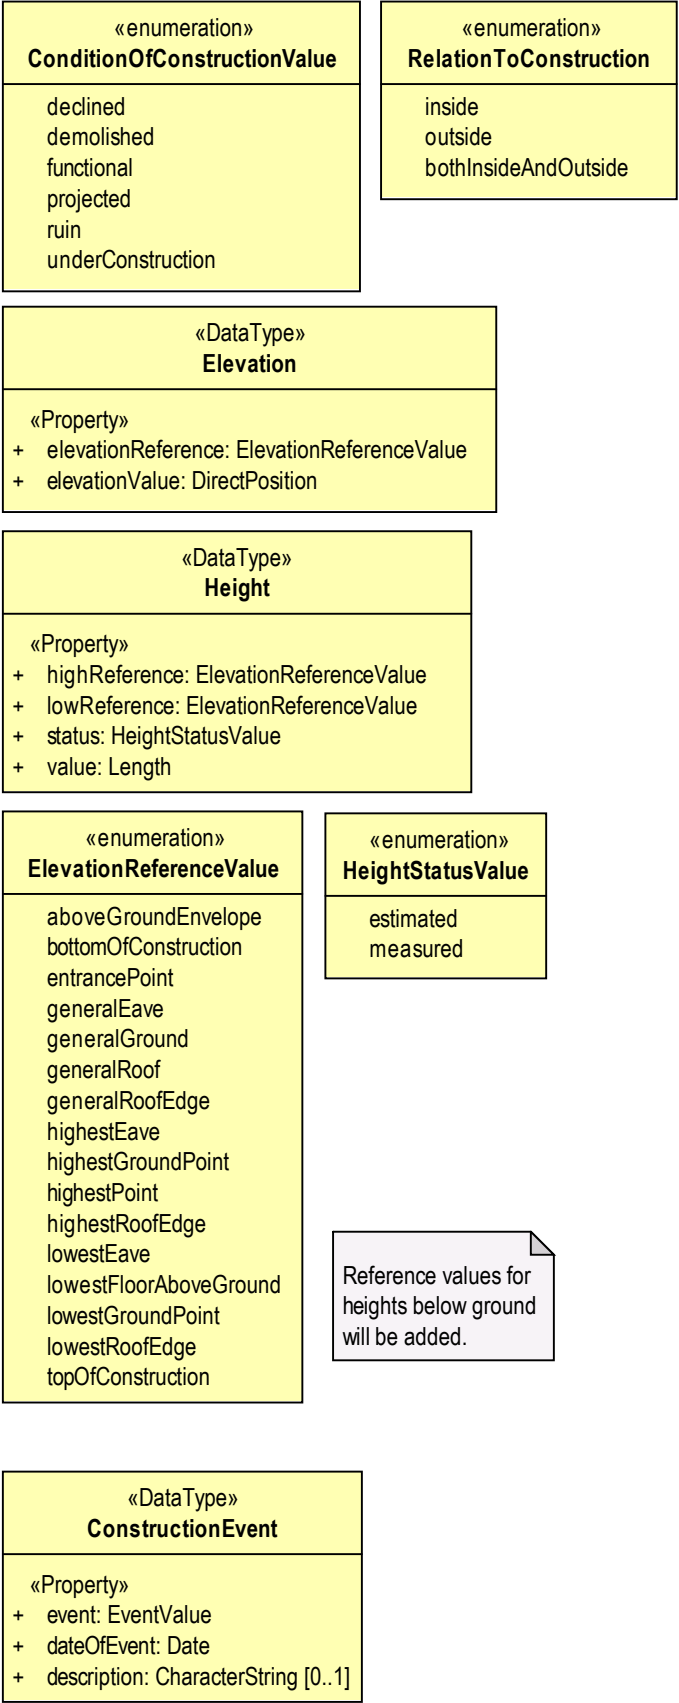 «enumeration»
ConditionOfConstructionValue
declined
demolished
functional
projected
ruin
underConstruction
«enumeration»
RelationToConstruction
inside
outside
bothInsideAndOutside
«DataType»
Elevation
«Property»
+ elevationReference: ElevationReferenceValue
+ elevationValue: DirectPosition
«DataType»
Height
«Property»
+ highReference: ElevationReferenceValue
+ lowReference: ElevationReferenceValue
+ status: HeightStatusValue
+ value: Length
«enumeration»
ElevationReferenceValue
aboveGroundEnvelope
bottomOfConstruction
entrancePoint
generalEave
generalGround
generalRoof
generalRoofEdge
highestEave
highestGroundPoint
highestPoint
highestRoofEdge
lowestEave
lowestFloorAboveGround
lowestGroundPoint
lowestRoofEdge
topOfConstruction
«enumeration»
HeightStatusValue
estimated
measured
Reference values for
heights below ground
will be added.
«DataType»
ConstructionEvent
«Property»
+ event: EventValue
+ dateOfEvent: Date
+ description: CharacterString [0..1]